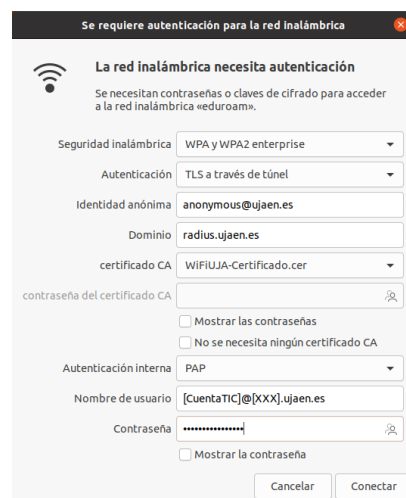 Se requiere autenticación para la red inalámbrica
La red inalámbrica necesita autenticación
Se necesitan contraseñas o claves de cifrado para acceder
a la red inalámbrica «eduroam».
Seguridad inalámbrica WPA y WPA2 enterprise
Autenticación TLS a través de túnel
Identidad anónima anonymous@ujaen.es
Dominio radius.ujaen.es
certificado CA WiFiUJA-Certificado.cer
contraseña del certificado CA
Mostrar las contraseñas
No se necesita ningún certificado CA
Autenticación interna PAP
Nombre de usuario [CuentaTIC]@[XXX].ujaen.es
Contraseña ••••••••••••••••
Mostrar la contraseña
Cancelar Conectar